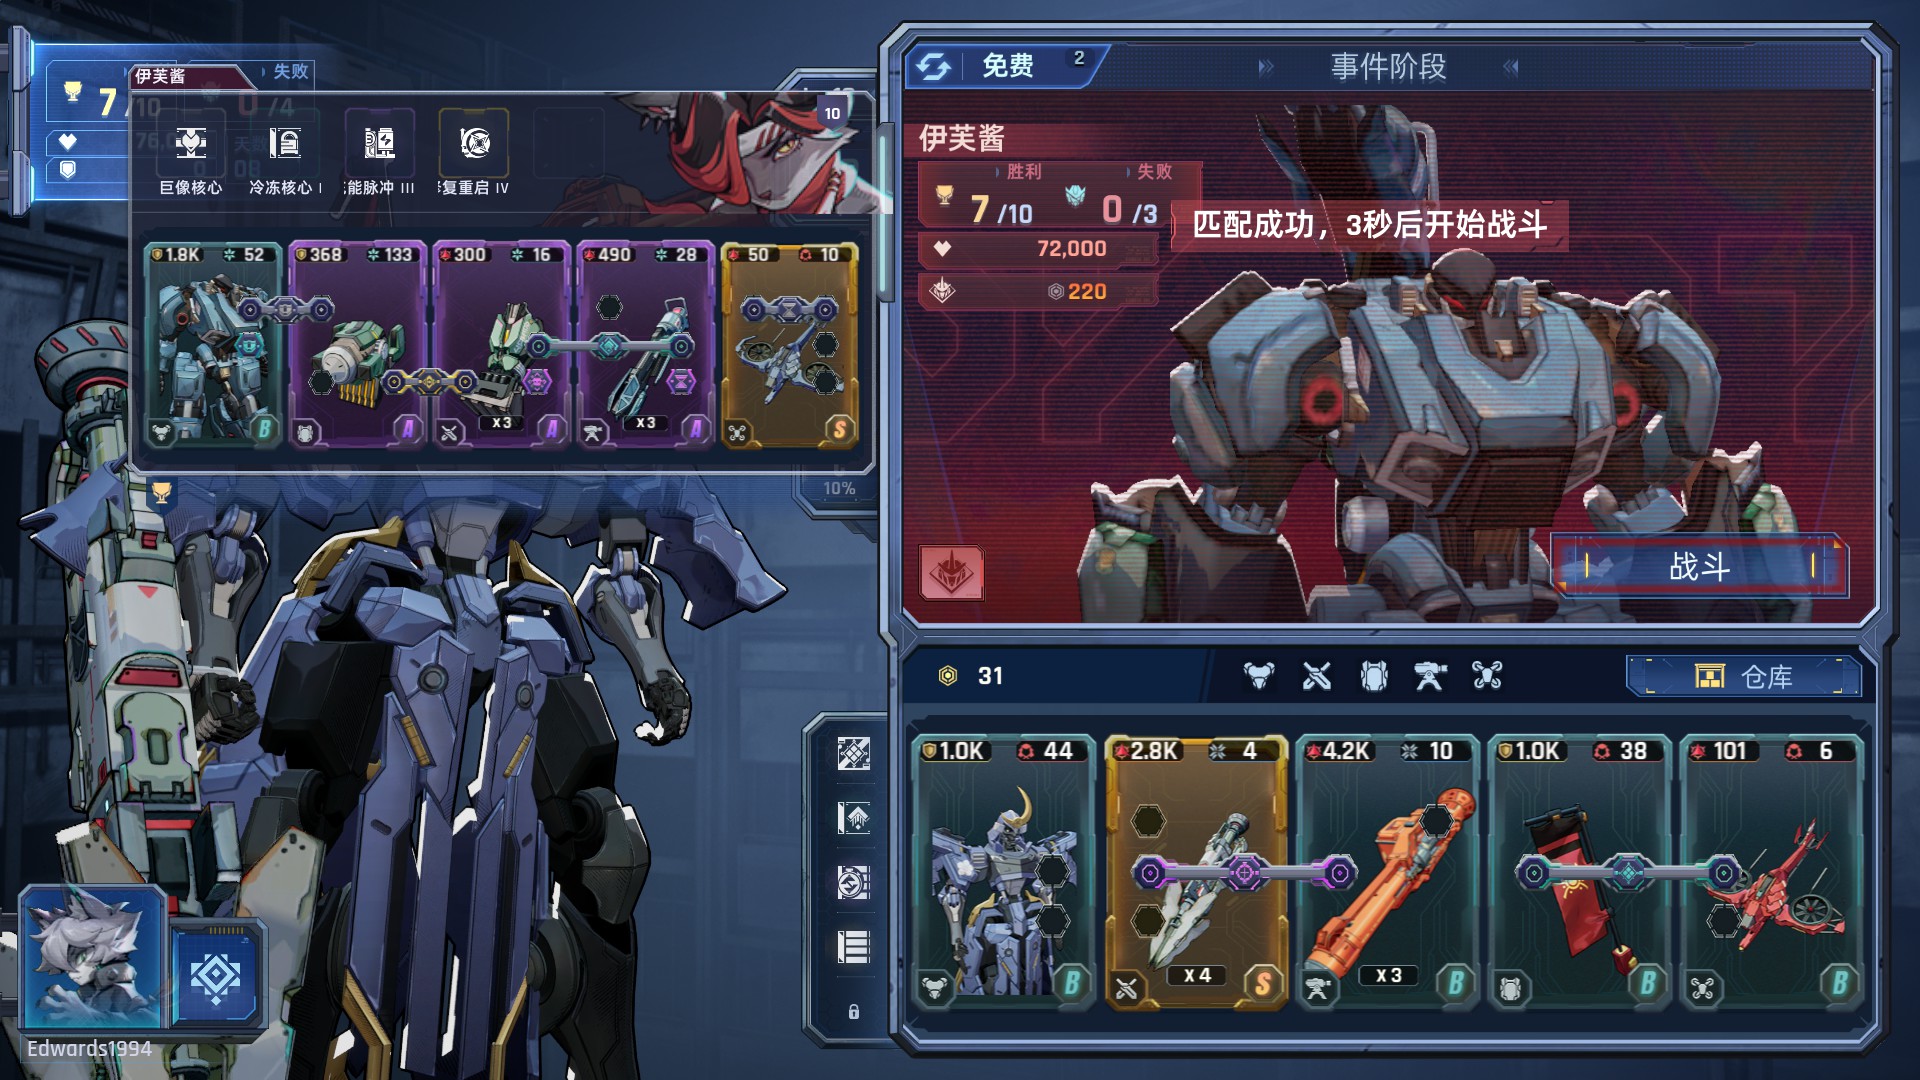 失败
7/10
0/4
伊芙酱
10
巨像核心
冷冻核心 I
能脉冲 III
复重启 IV
1.8K 52
368 133
300 16
490 28
50 10
B
A
x3 A
x3 A
S
10%
Edwards1994
免费 2
事件阶段
伊芙酱
胜利 失败
7/10 0/3
72,000
220
匹配成功，3秒后开始战斗
战斗
31
仓库
1.0K 44
2.8K 4
4.2K 10
1.0K 38
101 6
B
x4 S
x3 B
B
B